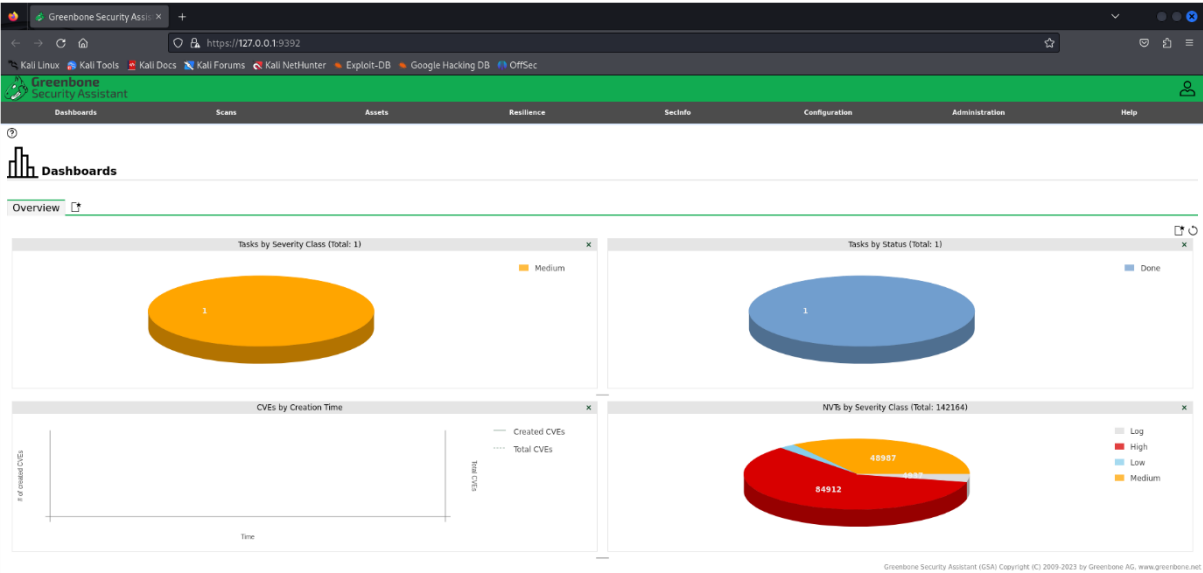 Greenbone Security Assis
https://127.0.0.1:9392
Kali Linux Kali Tools Kali Docs Kali Forums Kali NetHunter Exploit-DB Google Hacking DB OffSec
Greenbone
Security Assistant
Dashboards Scans Assets Resilience SecInfo Configuration Administration Help
Dashboards
Overview
Tasks by Severity Class (Total: 1)
1
Medium
Tasks by Status (Total: 1)
1
Done
CVEs by Creation Time
# of created CVEs
Time
Total CVEs
Created CVEs
Total CVEs
NVTs by Severity Class (Total: 142164)
48987
84912
Log
High
Low
Medium
Greenbone Security Assistant (GSA) Copyright (C) 2009-2023 by Greenbone AG, www.greenbone.net